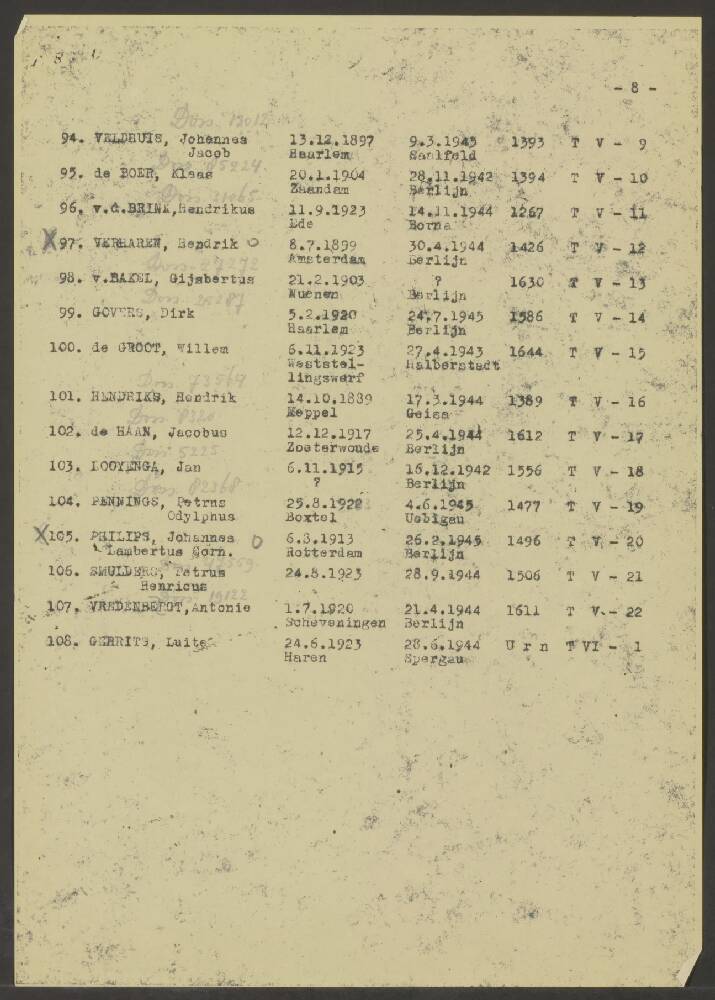 - 8 -
94. VELDHUIS, Johannes 13.12.1897 9.3.1945 1393 T V - 9
Jacob Haarlem Saalfeld
95. de BOER, Klaas 20.1.1904 28.11.1942 1394 T V - 10
Zaandam Berlijn
96. v.d.BRINK, Hendrikus 11.9.1923 14.11.1944 1267 T V - 11
Ede Borna
X 97. VERHAREN, Hendrik O 8.7.1899 30.4.1944 1426 T V - 12
Amsterdam Berlijn
98. v.BAKEL, Gijsbertus 21.2.1903 ? 1630 T V - 13
Nuenen Berlijn
99. GOVERS, Dirk 5.2.1920 24.7.1945 1586 T V - 14
Haarlem Berlijn
100. de GROOT, Willem 6.11.1923 27.4.1943 1644 T V - 15
Weststel- Halberstadt
lingswerf
101. HENDRIKS, Hendrik 14.10.1889 17.3.1944 1389 T V - 16
Meppel Geisa
102. de HAAN, Jacobus 12.12.1917 25.4.1944 1612 T V - 17
Zoeterwoude Berlijn
103. LOOYENGA, Jan 6.11.1915 16.12.1942 1556 T V - 18
? Berlijn
104. PENNINGS, Petrus 25.8.1922 4.6.1945 1477 T V - 19
Odylphus Boxtel Uebigau
X 105. PHILIPS, Johannes 6.8.1913 26.2.1945 1496 T V - 20
Lambertus Corn. O Rotterdam Berlijn
106. SMULDERS, Petrus 24.8.1923 28.9.1944 1506 T V - 21
Henricus
107. VREDENBERGT, Antonie 1.7.1920 21.4.1944 1611 T V - 22
Scheveningen Berlijn
108. GERRITS, Luite 24.6.1923 28.6.1944 U r n T VI - 1
Haren Spergau